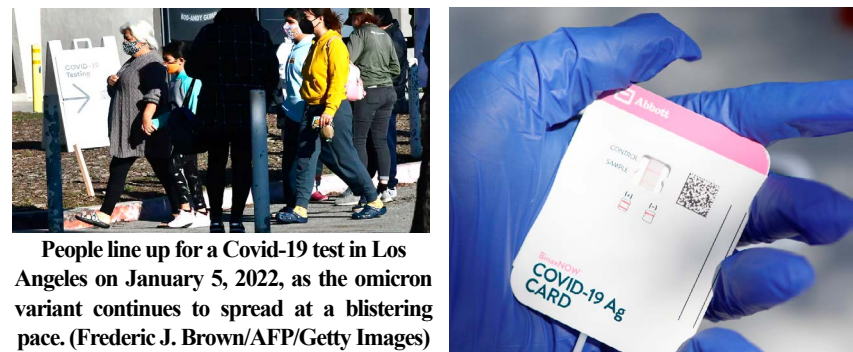 COVID-19
Testing
People line up for a Covid-19 test in Los
Angeles on January 5, 2022, as the omicron
variant continues to spread at a blistering
pace. (Frederic J. Brown/AFP/Getty Images)
Abbott
CONTROL
SAMPLE
BinaxNOW
COVID-19 Ag
CARD